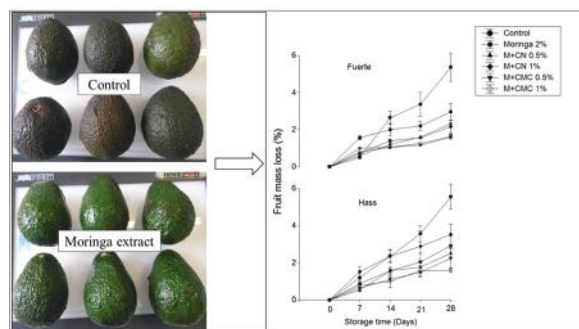 Control
Moringa extract
Fruit mass loss (%)
Fuerte
Control
Moringa 2%
M+CN 0.5%
M+CN 1%
M+CMC 0.5%
M+CMC 1%
6
4
2
0
Hass
6
4
2
0
0 7 14 21 28
Storage time (Days)